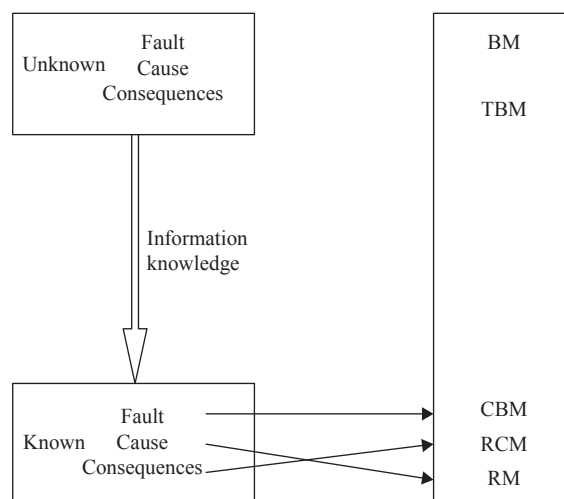 Fault
Unknown Cause
Consequences
Information
knowledge
Fault
Known Cause
Consequences
BM
TBM
CBM
RCM
RM